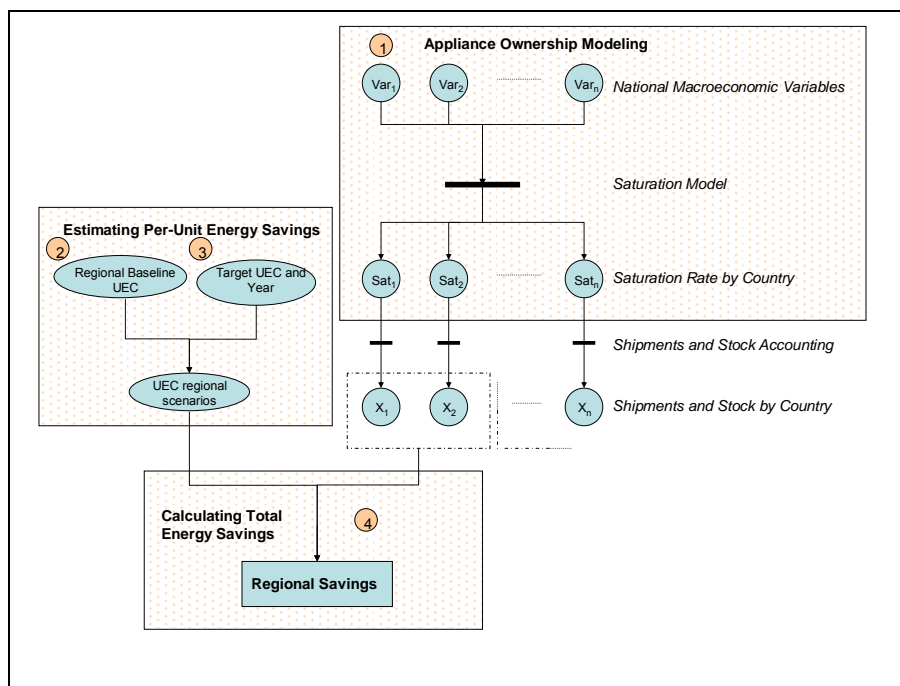 1
Appliance Ownership Modeling
Var1 Var2 Varn
National Macroeconomic Variables
Saturation Model
Estimating Per-Unit Energy Savings
2
3
Regional Baseline
UEC
Target UEC and
Year
Sat1 Sat2 Satn
Saturation Rate by Country
Shipments and Stock Accounting
UEC regional
scenarios
X1 X2 Xn
Shipments and Stock by Country
Calculating Total
Energy Savings
4
Regional Savings